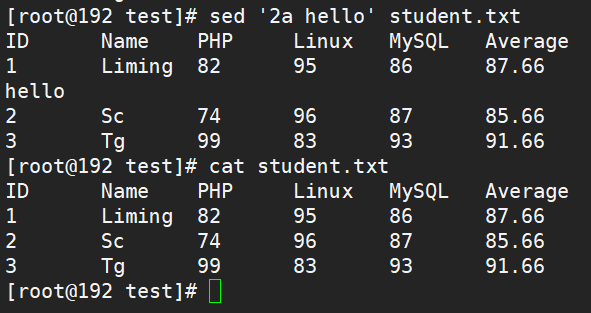 [root@192 test]# sed '2a hello' student.txt
ID Name PHP Linux MySQL Average
1 Liming 82 95 86 87.66
hello
2 Sc 74 96 87 85.66
3 Tg 99 83 93 91.66
[root@192 test]# cat student.txt
ID Name PHP Linux MySQL Average
1 Liming 82 95 86 87.66
2 Sc 74 96 87 85.66
3 Tg 99 83 93 91.66
[root@192 test]#